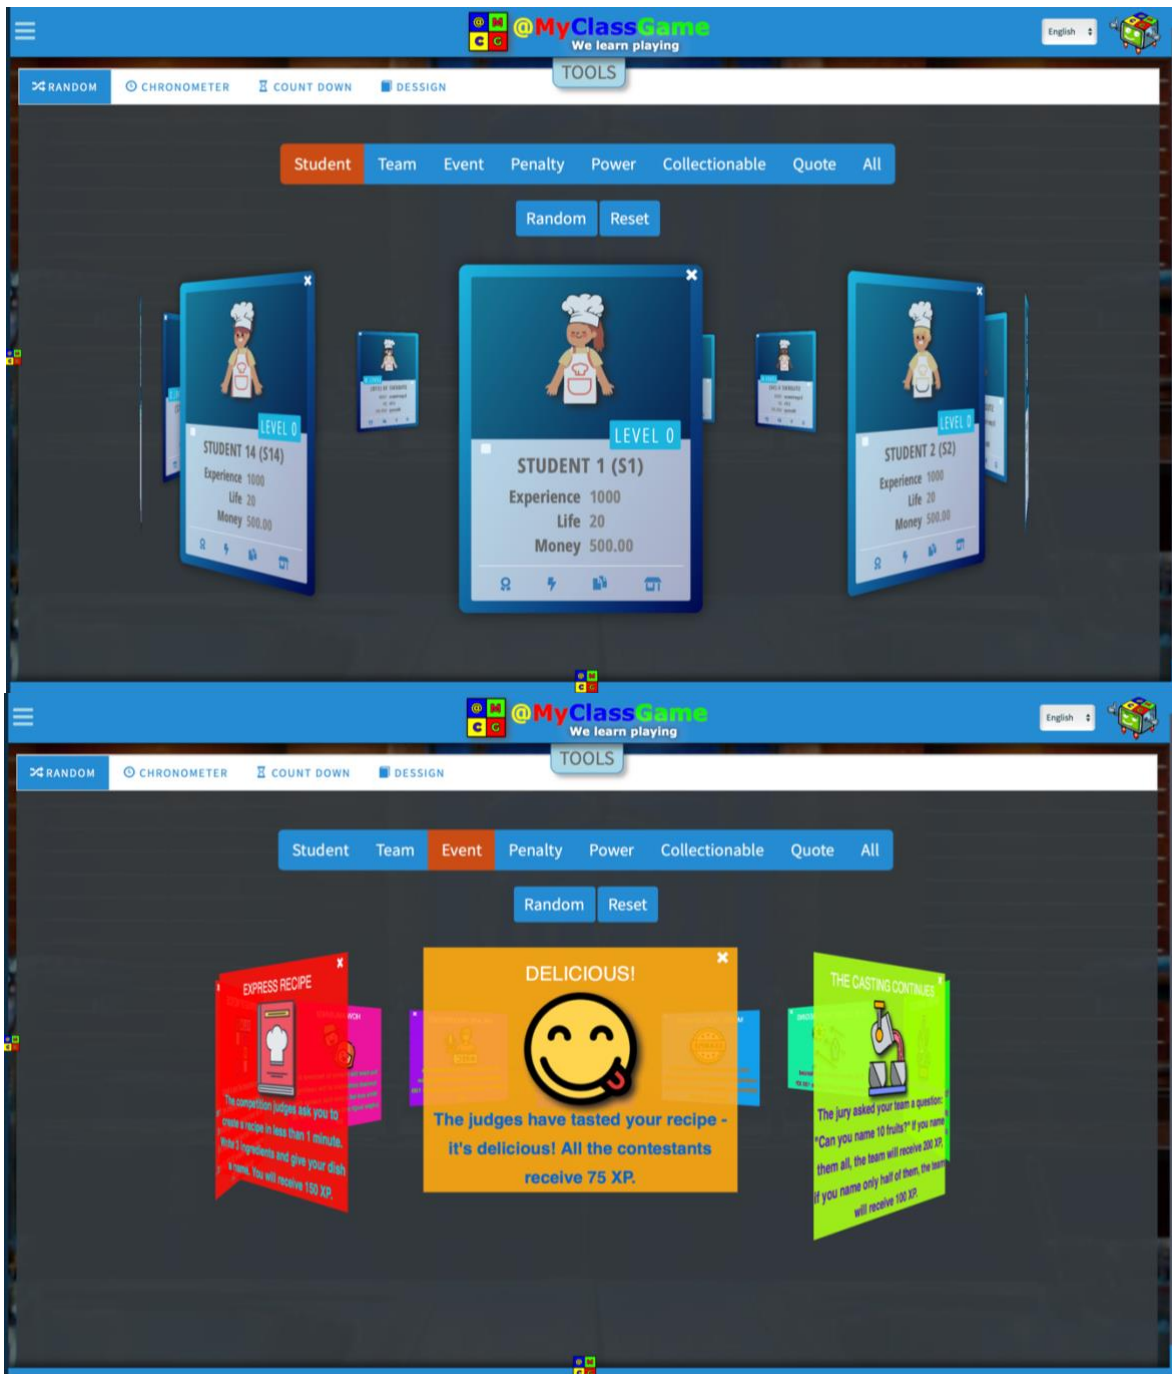 @MyClassGame
We learn playing
English
TOOLS
RANDOM
CHRONOMETER
COUNT DOWN
DESSIGN
Student Team Event Penalty Power Collectionable Quote All
Random Reset
LEVEL 0
STUDENT 14 (S14)
Experience 1000
Life 20
Money 500.00
LEVEL 0
STUDENT 1 (S1)
Experience 1000
Life 20
Money 500.00
LEVEL 0
STUDENT 2 (S2)
Experience 1000
Life 20
Money 500.00
@ M
C G
@MyClassGame
We learn playing
English
TOOLS
RANDOM
CHRONOMETER
COUNT DOWN
DESSIGN
Student Team Event Penalty Power Collectionable Quote All
Random Reset
EXPRESS RECIPE
The competition judges ask you to
create a recipe in less than 1 minute.
Write 3 ingredients and give your dish
a name. You will receive 150 XP.
DELICIOUS!
The judges have tasted your recipe -
it's delicious! All the contestants
receive 75 XP.
THE CASTING CONTINUES
The jury asked your team a question:
"Can you name 10 fruits?" If you name
them all, the team will receive 200 XP,
if you name only half of them, the team
will receive 100 XP.